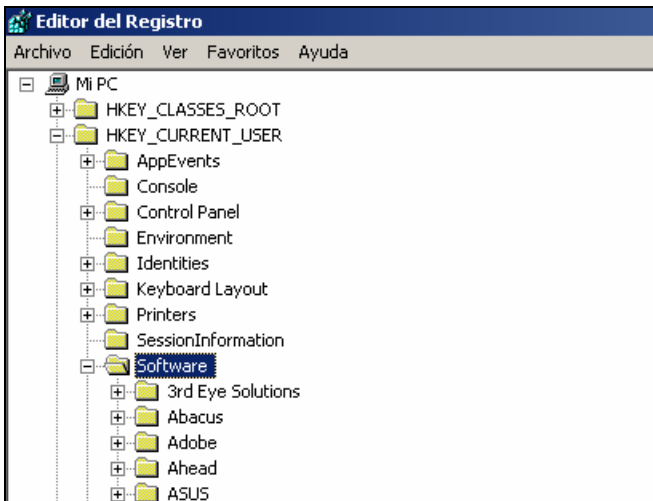 Editor del Registro
Archivo Edición Ver Favoritos Ayuda
Mi PC
HKEY_CLASSES_ROOT
HKEY_CURRENT_USER
AppEvents
Console
Control Panel
Environment
Identities
Keyboard Layout
Printers
SessionInformation
Software
3rd Eye Solutions
Abacus
Adobe
Ahead
ASUS